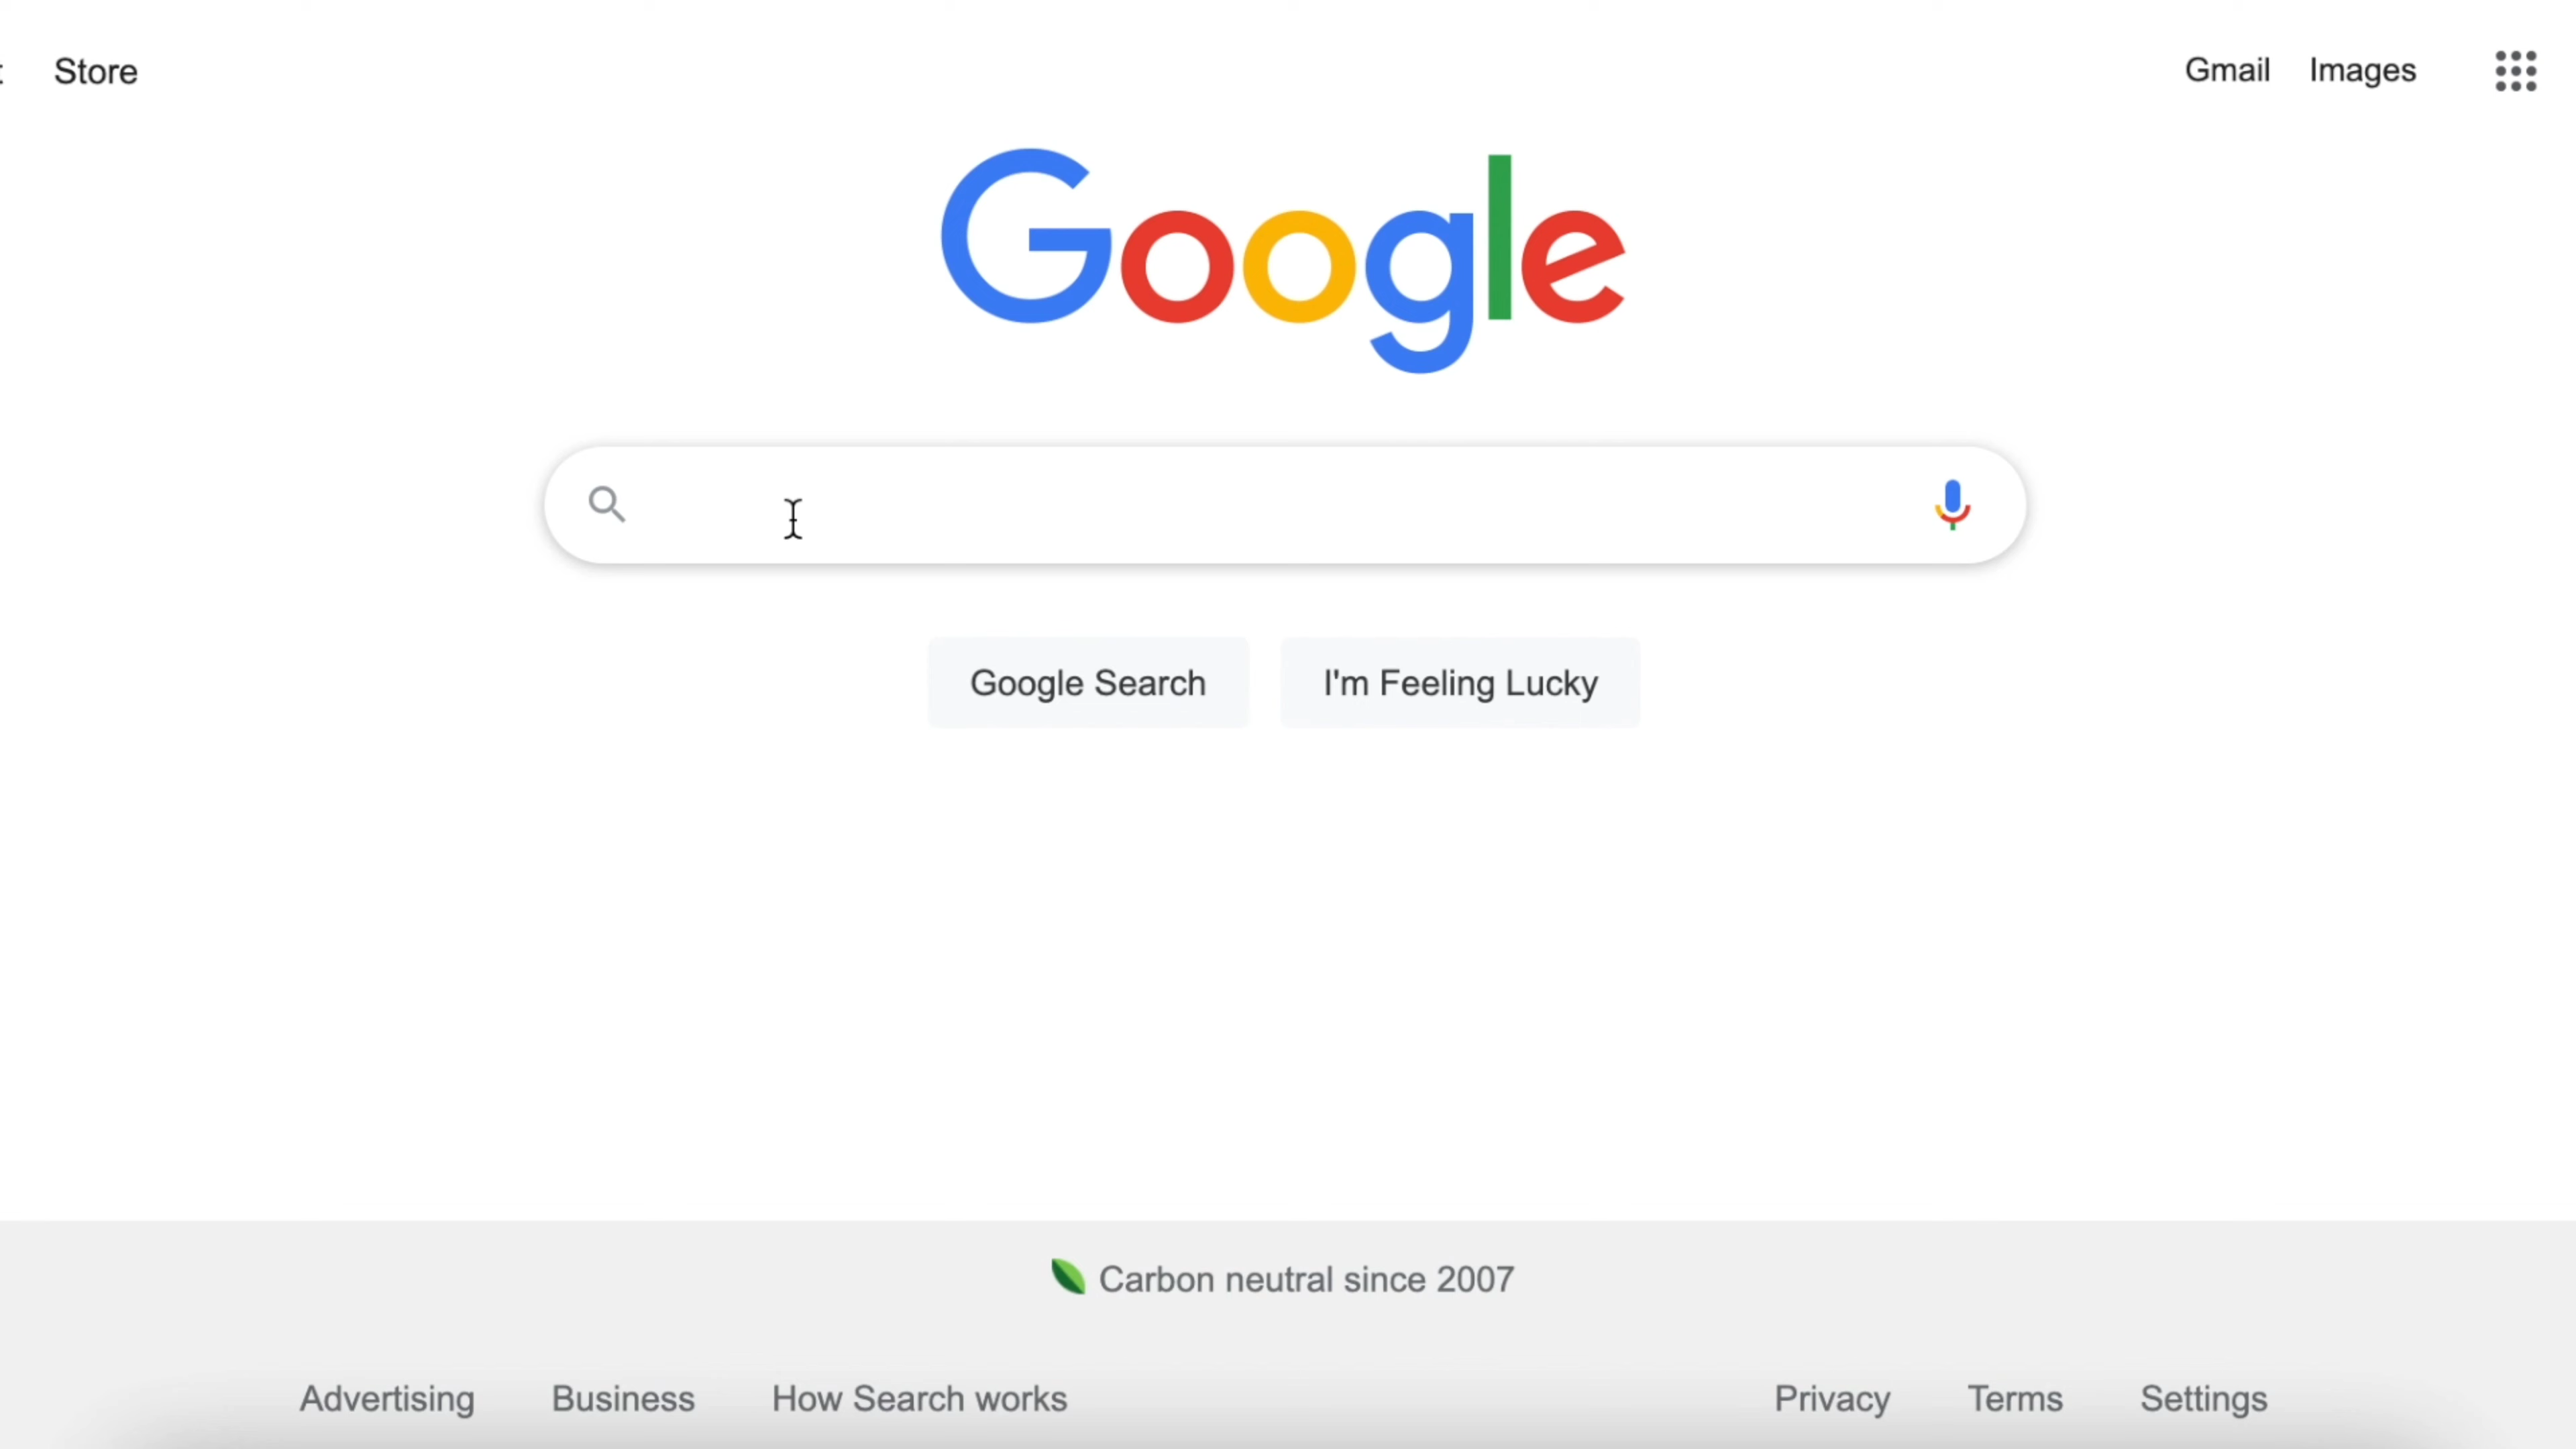 Store
Gmail Images
Google
Google Search
I'm Feeling Lucky
Carbon neutral since 2007
Advertising Business How Search works
Privacy Terms Settings